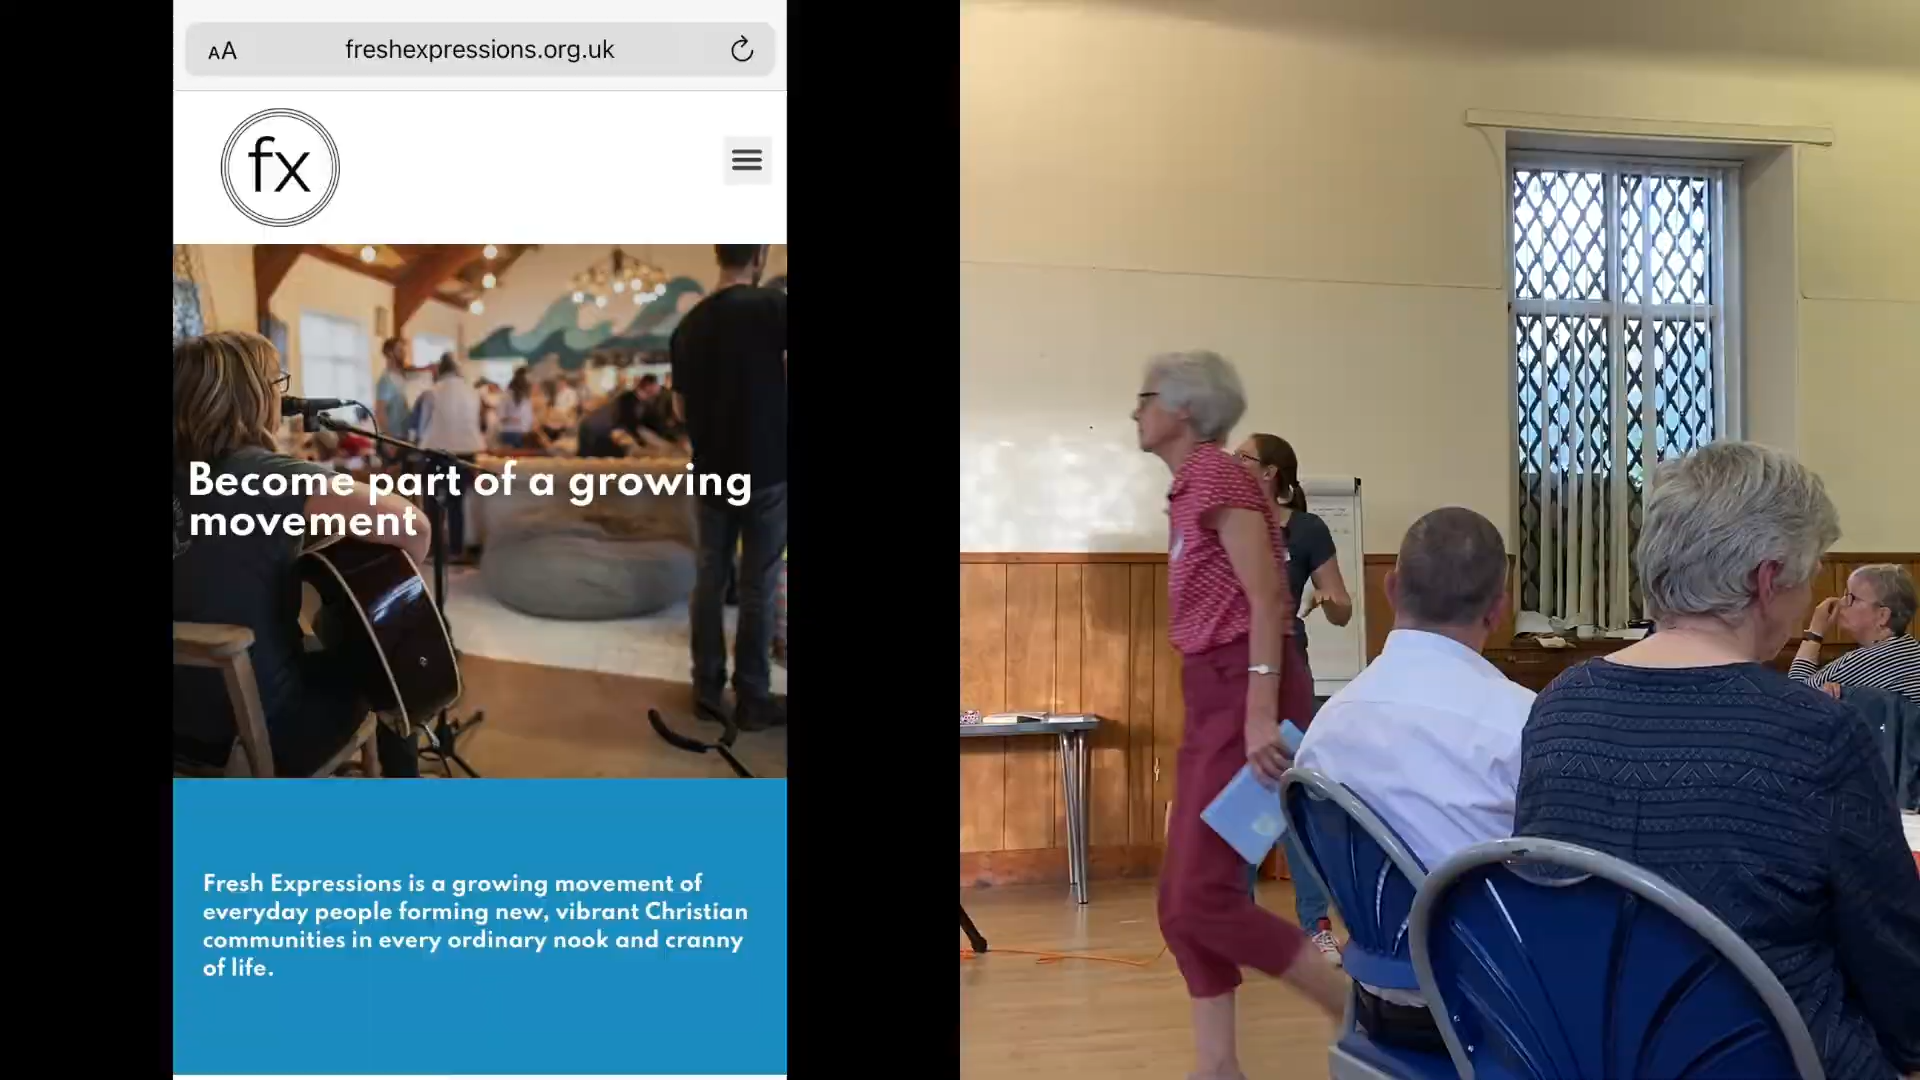 AA
freshexpressions.org.uk
fx
Become part of a growing
movement
Fresh Expressions is a growing movement of
everyday people forming new, vibrant Christian
communities in every ordinary nook and cranny
of life.